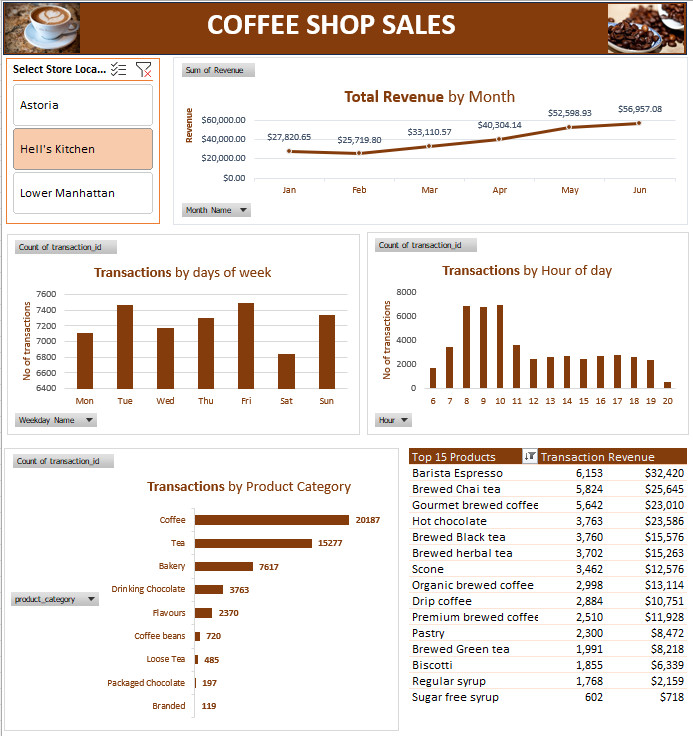 COFFEE SHOP SALES
Select Store Loca...
Astoria
Hell's Kitchen
Lower Manhattan
Sum of Revenue
Total Revenue by Month
Revenue
$60,000.00
$40,000.00
$20,000.00
$0.00
$27,820.65
$25,719.80
$33,110.57
$40,304.14
$52,598.93
$56,957.08
Jan Feb Mar Apr May Jun
Month Name
Count of transaction_id
Transactions by days of week
No of transactions
7600
7400
7200
7000
6800
6600
6400
Mon Tue Wed Thu Fri Sat Sun
Weekday Name
Count of transaction_id
Transactions by Hour of day
No of transactions
8000
6000
4000
2000
0
6 7 8 9 10 11 12 13 14 15 16 17 18 19 20
Hour
Count of transaction_id
Transactions by Product Category
product_category
Coffee 20187
Tea 15277
Bakery 7617
Drinking Chocolate 3763
Flavours 2370
Coffee beans 720
Loose Tea 485
Packaged Chocolate 197
Branded 119
Top 15 Products Transaction Revenue
Barista Espresso 6,153 $32,420
Brewed Chai tea 5,824 $25,645
Gourmet brewed coffee 5,642 $23,010
Hot chocolate 3,763 $23,586
Brewed Black tea 3,760 $15,576
Brewed herbal tea 3,702 $15,263
Scone 3,462 $12,576
Organic brewed coffee 2,998 $13,114
Drip coffee 2,884 $10,751
Premium brewed coffee 2,510 $11,928
Pastry 2,300 $8,472
Brewed Green tea 1,991 $8,218
Biscotti 1,855 $6,339
Regular syrup 1,768 $2,159
Sugar free syrup 602 $718